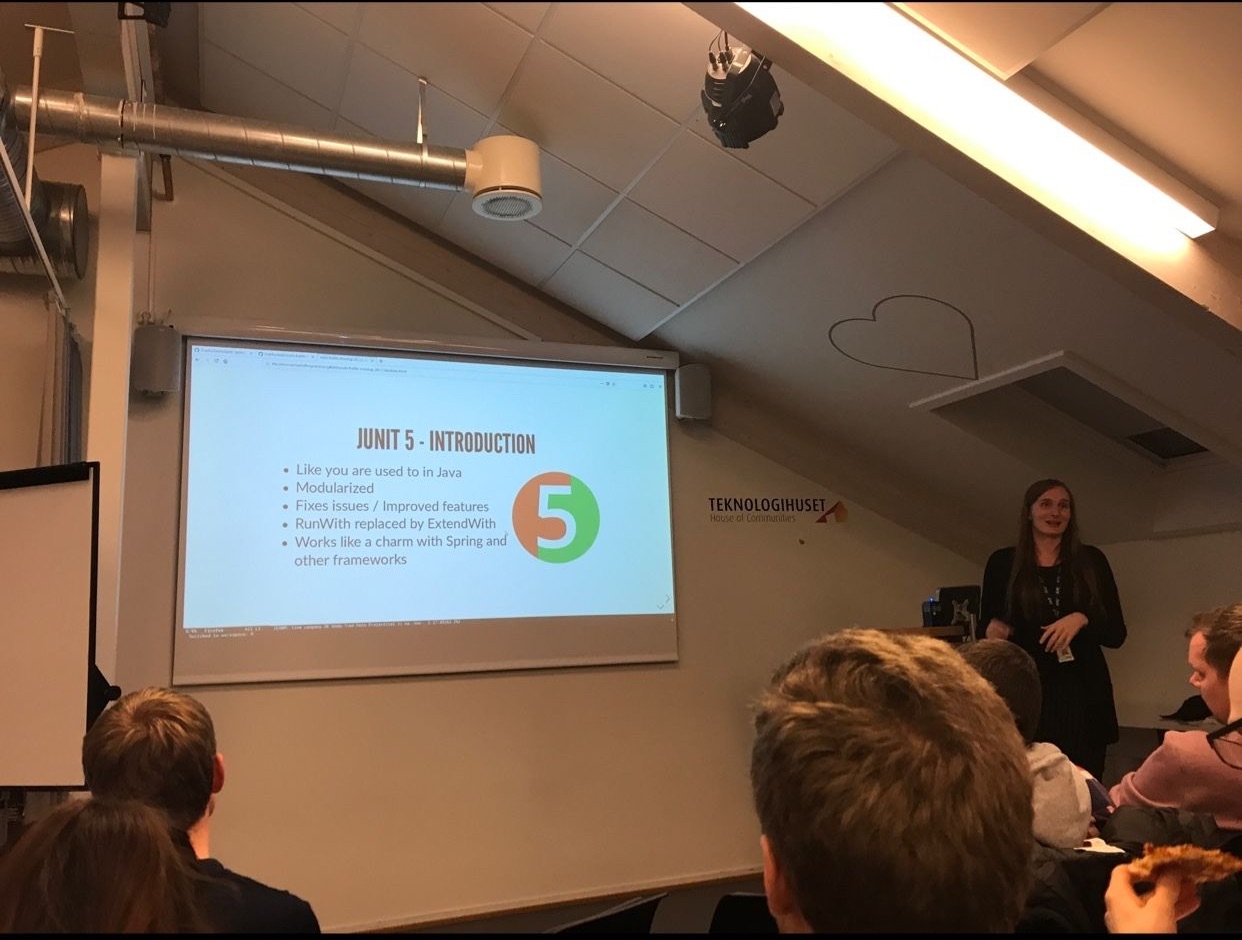 JUNIT 5 - INTRODUCTION
• Like you are used to in Java
• Modularized
• Fixes issues / Improved features
• RunWith replaced by ExtendWith
• Works like a charm with Spring and
other frameworks
5
TEKNOLOGIHUSET
House of Communities